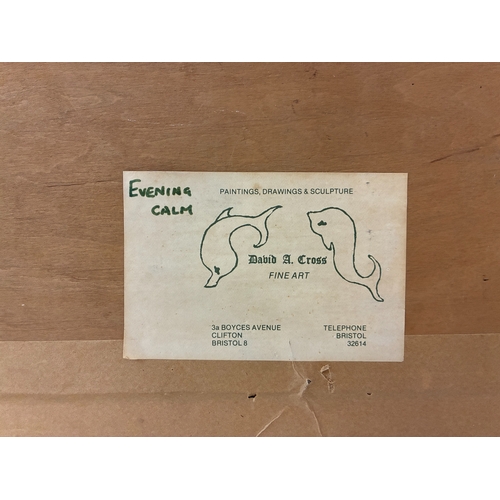 EVENING
CALM
PAINTINGS, DRAWINGS & SCULPTURE
David A. Cross
FINE ART
3a BOYCES AVENUE
CLIFTON
BRISTOL 8
TELEPHONE
BRISTOL
32614